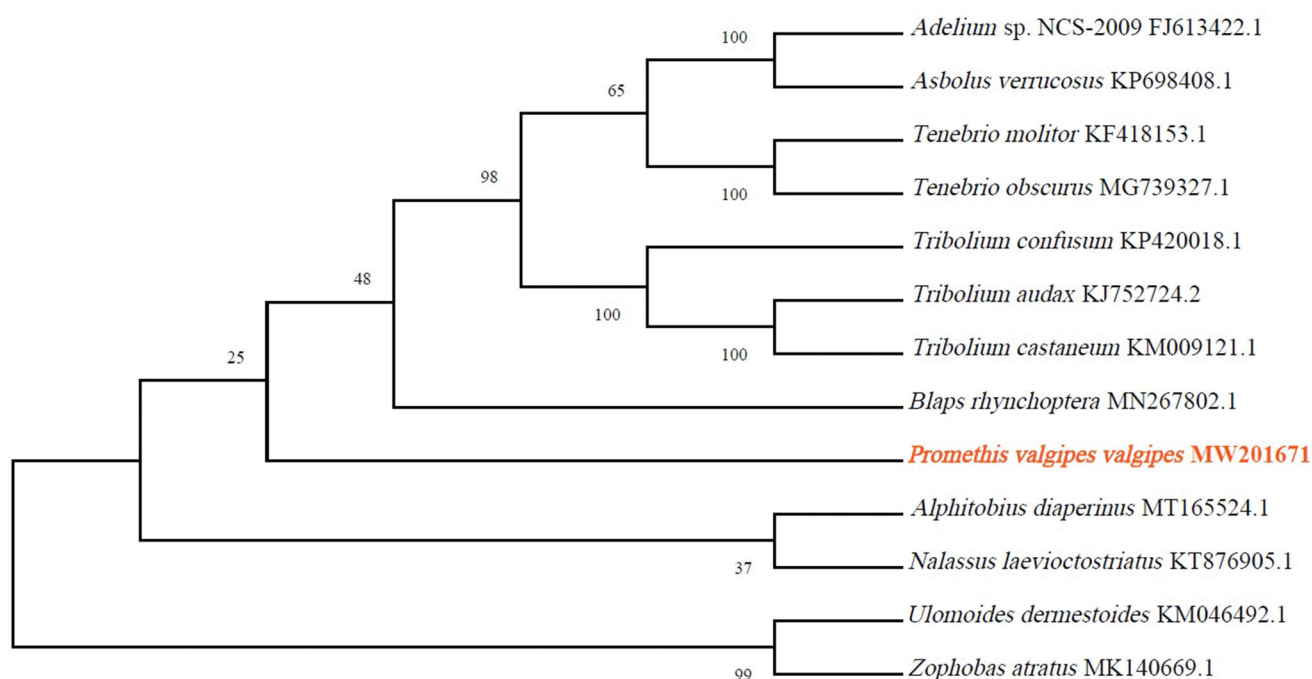 Adelium sp. NCS-2009 FJ613422.1
100
Asbolus verrucosus KP698408.1
65
Tenebrio molitor KF418153.1
98
100
Tenebrio obscurus MG739327.1
Tribolium confusum KP420018.1
48
Tribolium audax KJ752724.2
100
Tribolium castaneum KM009121.1
100
25
Blaps rhynchoptera MN267802.1
Promethis valgipes valgipes MW201671
Alphitobius diaperinus MT165524.1
Nalassus laevioctostriatus KT876905.1
37
Ulomoides dermestoides KM046492.1
Zophobas atratus MK140669.1
99